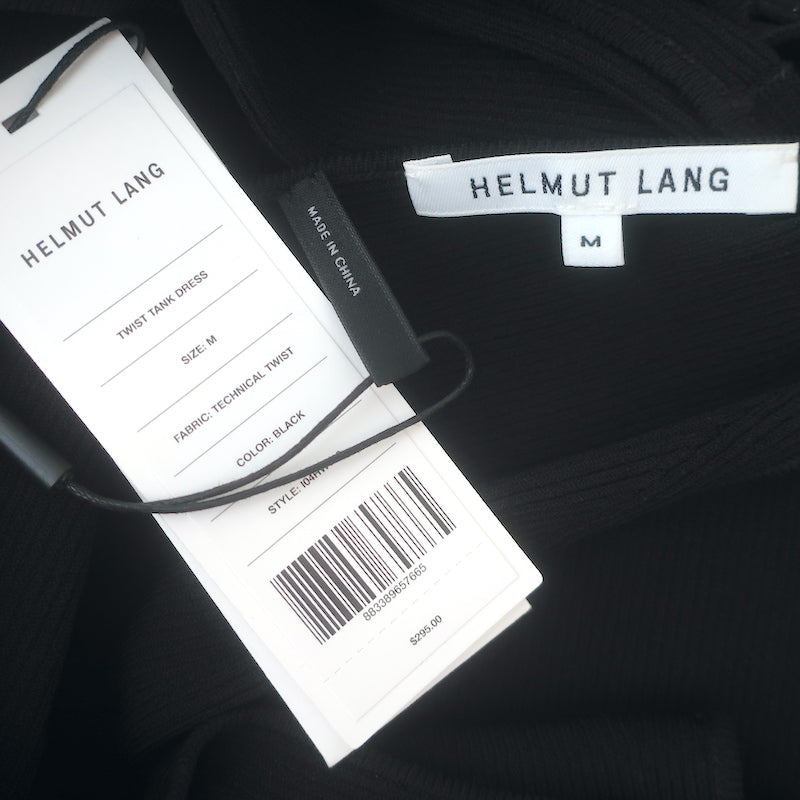 HELMUT LANG
TWIST TANK DRESS
SIZE: M
FABRIC: TECHNICAL TWIST
COLOR: BLACK
STYLE:
883389657665
$295.00
MADE IN CHINA
HELMUT LANG
M